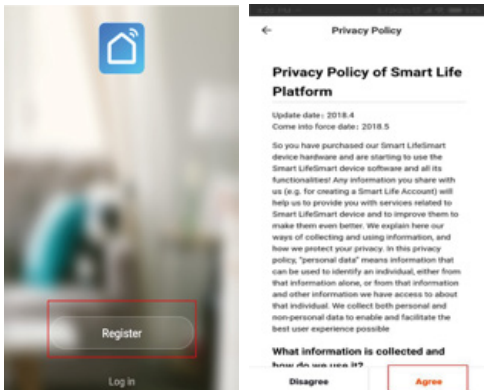 Register
Log in
Privacy Policy
Privacy Policy of Smart Life
Platform
Update date: 2018.4
Come into force date: 2018.5
So you have purchased our Smart LifeSmart
device hardware and are starting to use the
Smart LifeSmart device software and all its
functionalities! Any information you share with
us (e.g. for creating a Smart Life Account) will
help us to provide you with services related to
Smart LifeSmart device and to improve them to
make them even better. We explain here our
ways of collecting and using information, and
how we protect your privacy. In this privacy
policy, "personal data" means information that
can be used to identify an individual, either from
that information alone, or from that information
and other information we have access to about
that individual. We collect both personal and
non-personal data to enable and facilitate the
best user experience possible
What information is collected and
how do we use it?
Disagree
Agree